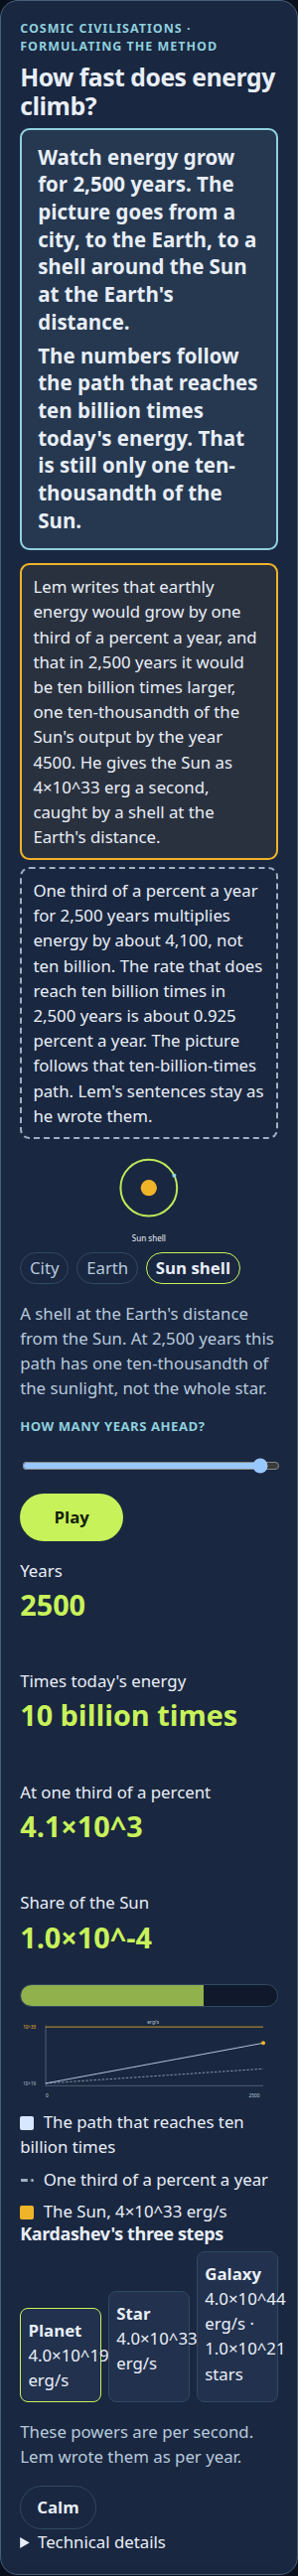 COSMIC CIVILISATIONS ·
FORMULATING THE METHOD
How fast does energy
climb?
Watch energy grow
for 2,500 years. The
picture goes from a
city, to the Earth, to a
shell around the Sun
at the Earth's
distance.
The numbers follow
the path that reaches
ten billion times
today's energy. That
is still only one ten-
thousandth of the
Sun.
Lem writes that earthly
energy would grow by one
third of a percent a year, and
that in 2,500 years it would
be ten billion times larger,
one ten-thousandth of the
Sun's output by the year
4500. He gives the Sun as
4×10^33 erg a second,
caught by a shell at the
Earth's distance.
One third of a percent a year
for 2,500 years multiplies
energy by about 4,100, not
ten billion. The rate that does
reach ten billion times in
2,500 years is about 0.925
percent a year. The picture
follows that ten-billion-times
path. Lem's sentences stay as
he wrote them.
Sun shell
City Earth Sun shell
A shell at the Earth's distance
from the Sun. At 2,500 years this
path has one ten-thousandth of
the sunlight, not the whole star.
HOW MANY YEARS AHEAD?
Play
Years
2500
Times today's energy
10 billion times
At one third of a percent
4.1×10^3
Share of the Sun
1.0×10^-4
erg/s
10^33
10^19
0 2500
The path that reaches ten
billion times
One third of a percent a year
The Sun, 4×10^33 erg/s
Kardashev's three steps
Planet
4.0×10^19
erg/s
Star
4.0×10^33
erg/s
Galaxy
4.0×10^44
erg/s ·
1.0×10^21
stars
These powers are per second.
Lem wrote them as per year.
Calm
Technical details